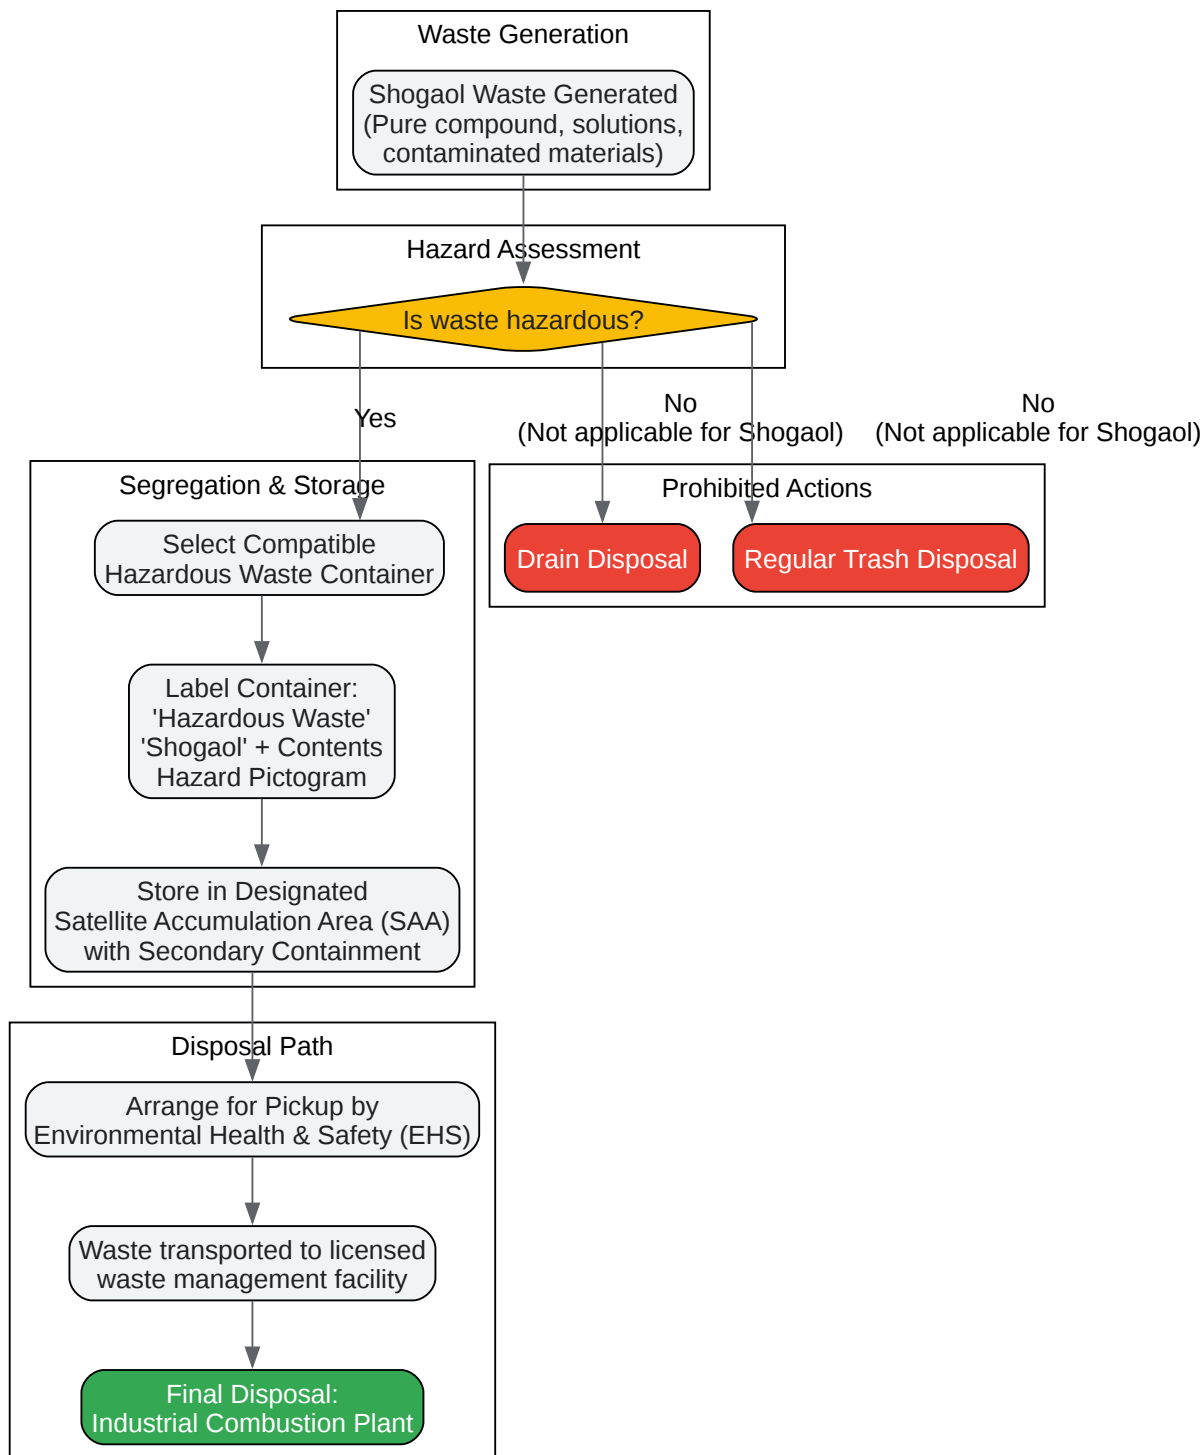 Waste Generation
Shogaol Waste Generated
(Pure compound, solutions,
contaminated materials)
Hazard Assessment
Is waste hazardous?
Yes
No
(Not applicable for Shogaol)
No
(Not applicable for Shogaol)
Segregation & Storage
Select Compatible
Hazardous Waste Container
Label Container:
'Hazardous Waste'
'Shogaol' + Contents
Hazard Pictogram
Store in Designated
Satellite Accumulation Area (SAA)
with Secondary Containment
Prohibited Actions
Drain Disposal
Regular Trash Disposal
Disposal Path
Arrange for Pickup by
Environmental Health & Safety (EHS)
Waste transported to licensed
waste management facility
Final Disposal:
Industrial Combustion Plant